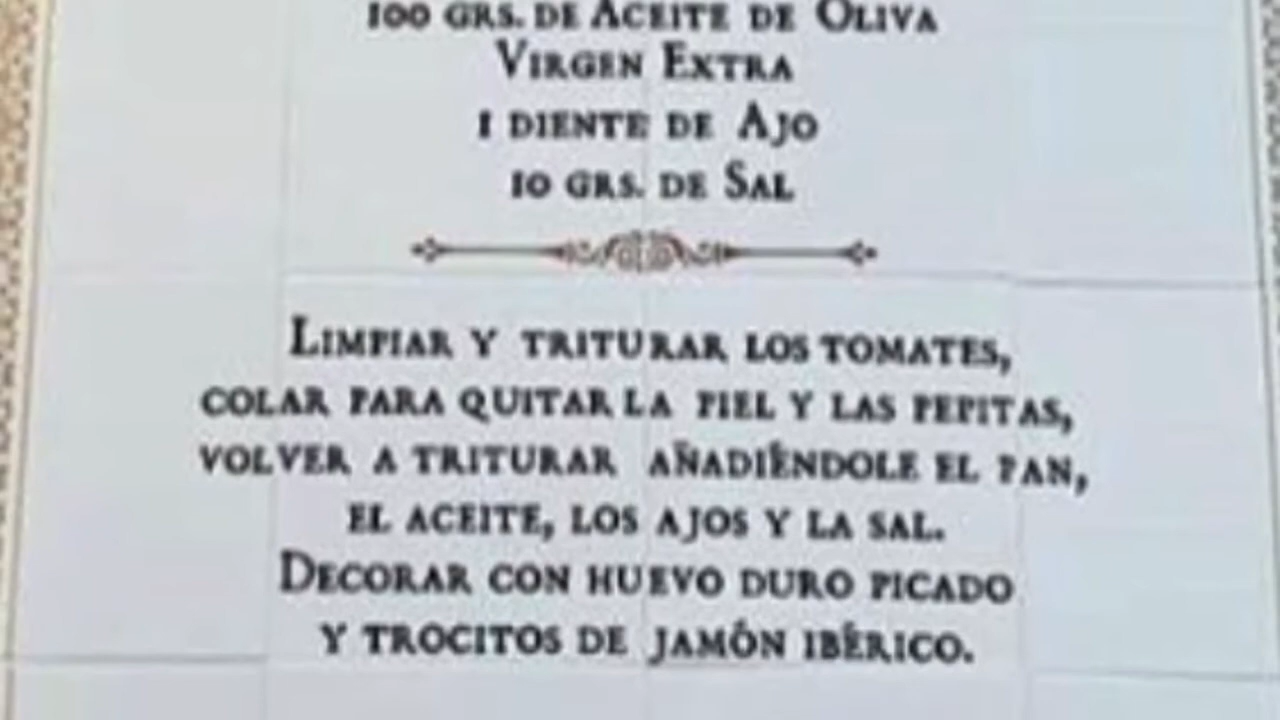 100 GRS. DE ACEITE DE OLIVA
VIRGEN EXTRA
1 DIENTE DE AJO
10 GRS. DE SAL
LIMPIAR Y TRITURAR LOS TOMATES,
COLAR PARA QUITAR LA PIEL Y LAS PEPITAS,
VOLVER A TRITURAR AÑADIÉNDOLE EL PAN,
EL ACEITE, LOS AJOS Y LA SAL.
DECORAR CON HUEVO DURO PICADO
Y TROCITOS DE JAMÓN IBÉRICO.